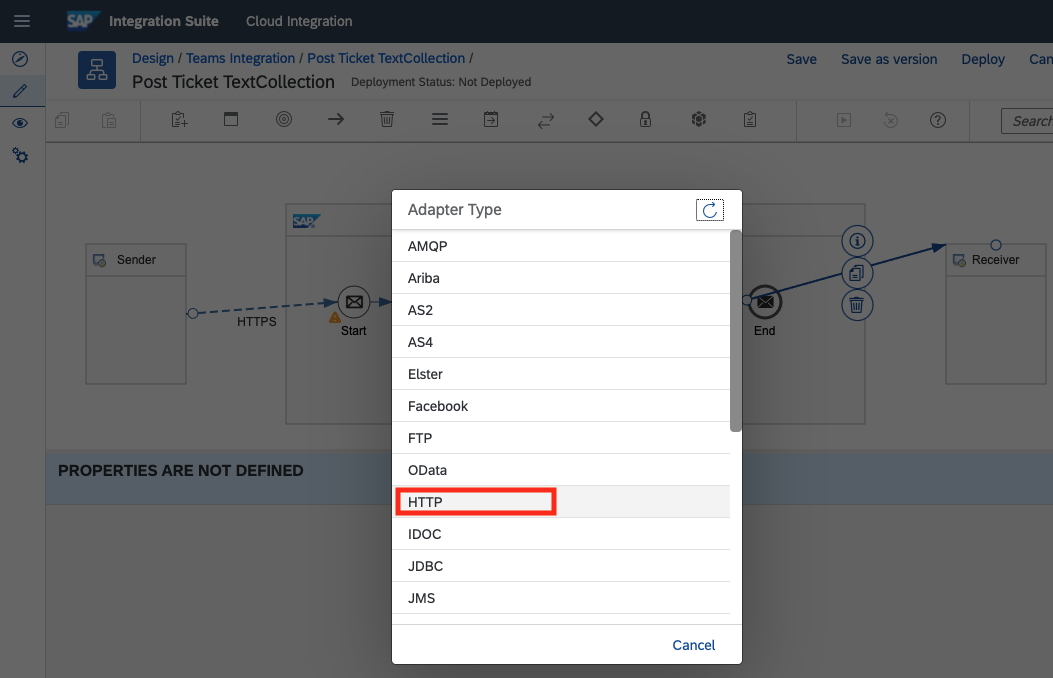 SAP Integration Suite Cloud Integration
Design / Teams Integration / Post Ticket TextCollection /
Post Ticket TextCollection Deployment Status: Not Deployed
Save Save as version Deploy Can
Search
Adapter Type
AMQP
Ariba
AS2
AS4
Elster
Facebook
FTP
OData
HTTP
IDOC
JDBC
JMS
Cancel
SAP
Sender
HTTPS
Start
End
Receiver
PROPERTIES ARE NOT DEFINED